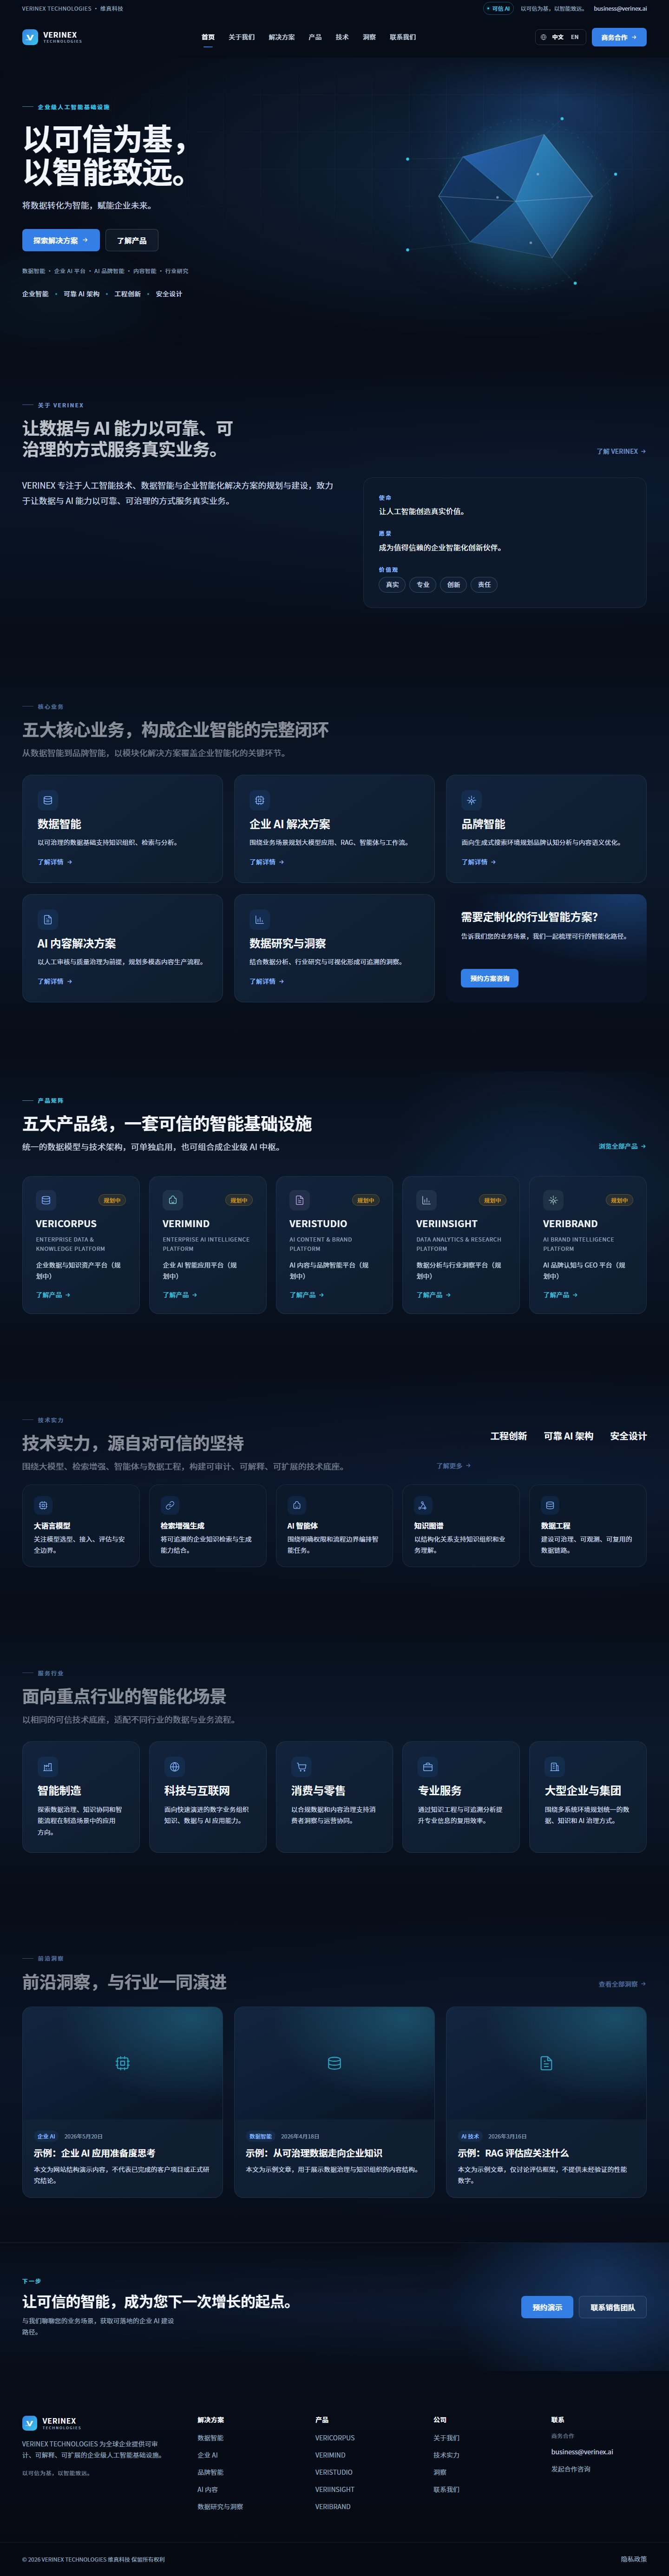 VERINEX TECHNOLOGIES • 维真科技
可信 AI 以可信为基,以智能致远。 business@verinex.ai
VERINEX
TECHNOLOGIES
首页 关于我们 解决方案 产品 技术 洞察 联系我们
中文 EN
商务合作 →
企业级人工智能基础设施
以可信为基,
以智能致远。
将数据转化为智能,赋能企业未来。
探索解决方案 →
了解产品
数据智能 • 企业 AI 平台 • AI 品牌智能 • 内容智能 • 行业研究
企业智能 • 可靠 AI 架构 • 工程创新 • 安全设计
关于 VERINEX
让数据与 AI 能力以可靠、可
治理的方式服务真实业务。
了解 VERINEX →
VERINEX 专注于人工智能技术、数据智能与企业智能化解决方案的规划与建设,致力
于让数据与 AI 能力以可靠、可治理的方式服务真实业务。
使命
让人工智能创造真实价值。
愿景
成为值得信赖的企业智能化创新伙伴。
价值观
真实 专业 创新 责任
核心业务
五大核心业务,构成企业智能的完整闭环
从数据智能到品牌智能,以模块化解决方案覆盖企业智能化的关键环节。
数据智能
以可治理的数据基础支持知识组织、检索与分析。
了解详情 →
企业 AI 解决方案
围绕业务场景规划大模型应用、RAG、智能体与工作流。
了解详情 →
品牌智能
面向生成式搜索环境规划品牌认知分析与内容语义优化。
了解详情 →
AI 内容解决方案
以人工审核与质量治理为前提,规划多模态内容生产流程。
了解详情 →
数据研究与洞察
结合数据分析、行业研究与可视化形成可追溯的洞察。
了解详情 →
需要定制化的行业智能方案?
告诉我们您的业务场景,我们一起梳理可行的智能化路径。
预约方案咨询
产品矩阵
五大产品线,一套可信的智能基础设施
统一的数据模型与技术架构,可单独启用,也可组合成企业级 AI 中枢。
浏览全部产品 →
规划中
VERICORPUS
ENTERPRISE DATA &
KNOWLEDGE PLATFORM
企业数据与知识资产平台(规
划中)
了解产品 →
规划中
VERIMIND
ENTERPRISE AI INTELLIGENCE
PLATFORM
企业 AI 智能应用平台(规
划中)
了解产品 →
规划中
VERISTUDIO
AI CONTENT & BRAND
PLATFORM
AI 内容与品牌智能平台(规
划中)
了解产品 →
规划中
VERIINSIGHT
DATA ANALYTICS & RESEARCH
PLATFORM
数据分析与行业洞察平台(规
划中)
了解产品 →
规划中
VERIBRAND
AI BRAND INTELLIGENCE
PLATFORM
AI 品牌认知与 GEO 平台(规
划中)
了解产品 →
技术实力
技术实力,源自对可信的坚持
围绕大模型、检索增强、智能体与数据工程,构建可审计、可解释、可扩展的技术底座。
工程创新 可靠 AI 架构 安全设计
了解更多 →
大语言模型
关注模型选型、接入、评估与安
全边界。
检索增强生成
将可追溯的企业知识检索与生成
能力结合。
AI 智能体
围绕明确权限和流程边界编排智
能任务。
知识图谱
以结构化关系支持知识组织和业
务理解。
数据工程
建设可治理、可观测、可复用的
数据链路。
服务行业
面向重点行业的智能化场景
以相同的可信技术底座,适配不同行业的数据与业务流程。
智能制造
探索数据治理、知识协同和智
能流程在制造场景中的应用
方向。
科技与互联网
面向快速演进的数字业务组织
知识、数据与 AI 应用能力。
消费与零售
以合规数据和内容治理支持消
费者洞察与运营协同。
专业服务
通过知识工程与可追溯分析提
升专业信息的复用效率。
大型企业与集团
围绕多系统环境规划统一的数
据、知识和 AI 治理方式。
前沿洞察
前沿洞察,与行业一同演进
查看全部洞察 →
企业 AI 2026年5月20日
示例:企业 AI 应用准备度思考
本文为网站结构演示内容,不代表已完成的客户项目或正式研
究结论。
数据智能 2026年4月18日
示例:从可治理数据走向企业知识
本文为示例文章,用于展示数据治理与知识组织的内容结构。
AI 技术 2026年3月16日
示例:RAG 评估应关注什么
本文为示例文章,仅讨论评估框架,不提供未经验证的性能
数字。
下一步
让可信的智能,成为您下一次增长的起点。
与我们聊聊您的业务场景,获取可落地的企业 AI 建设
路径。
预约演示
联系销售团队
VERINEX
TECHNOLOGIES
VERINEX TECHNOLOGIES 为全球企业提供可审
计、可解释、可扩展的企业级人工智能基础设施。
以可信为基,以智能致远。
解决方案
数据智能
企业 AI
品牌智能
AI 内容
数据研究与洞察
产品
VERICORPUS
VERIMIND
VERISTUDIO
VERIINSIGHT
VERIBRAND
公司
关于我们
技术实力
洞察
联系我们
联系
商务合作
business@verinex.ai
发起合作咨询
© 2026 VERINEX TECHNOLOGIES 维真科技 保留所有权利
隐私政策